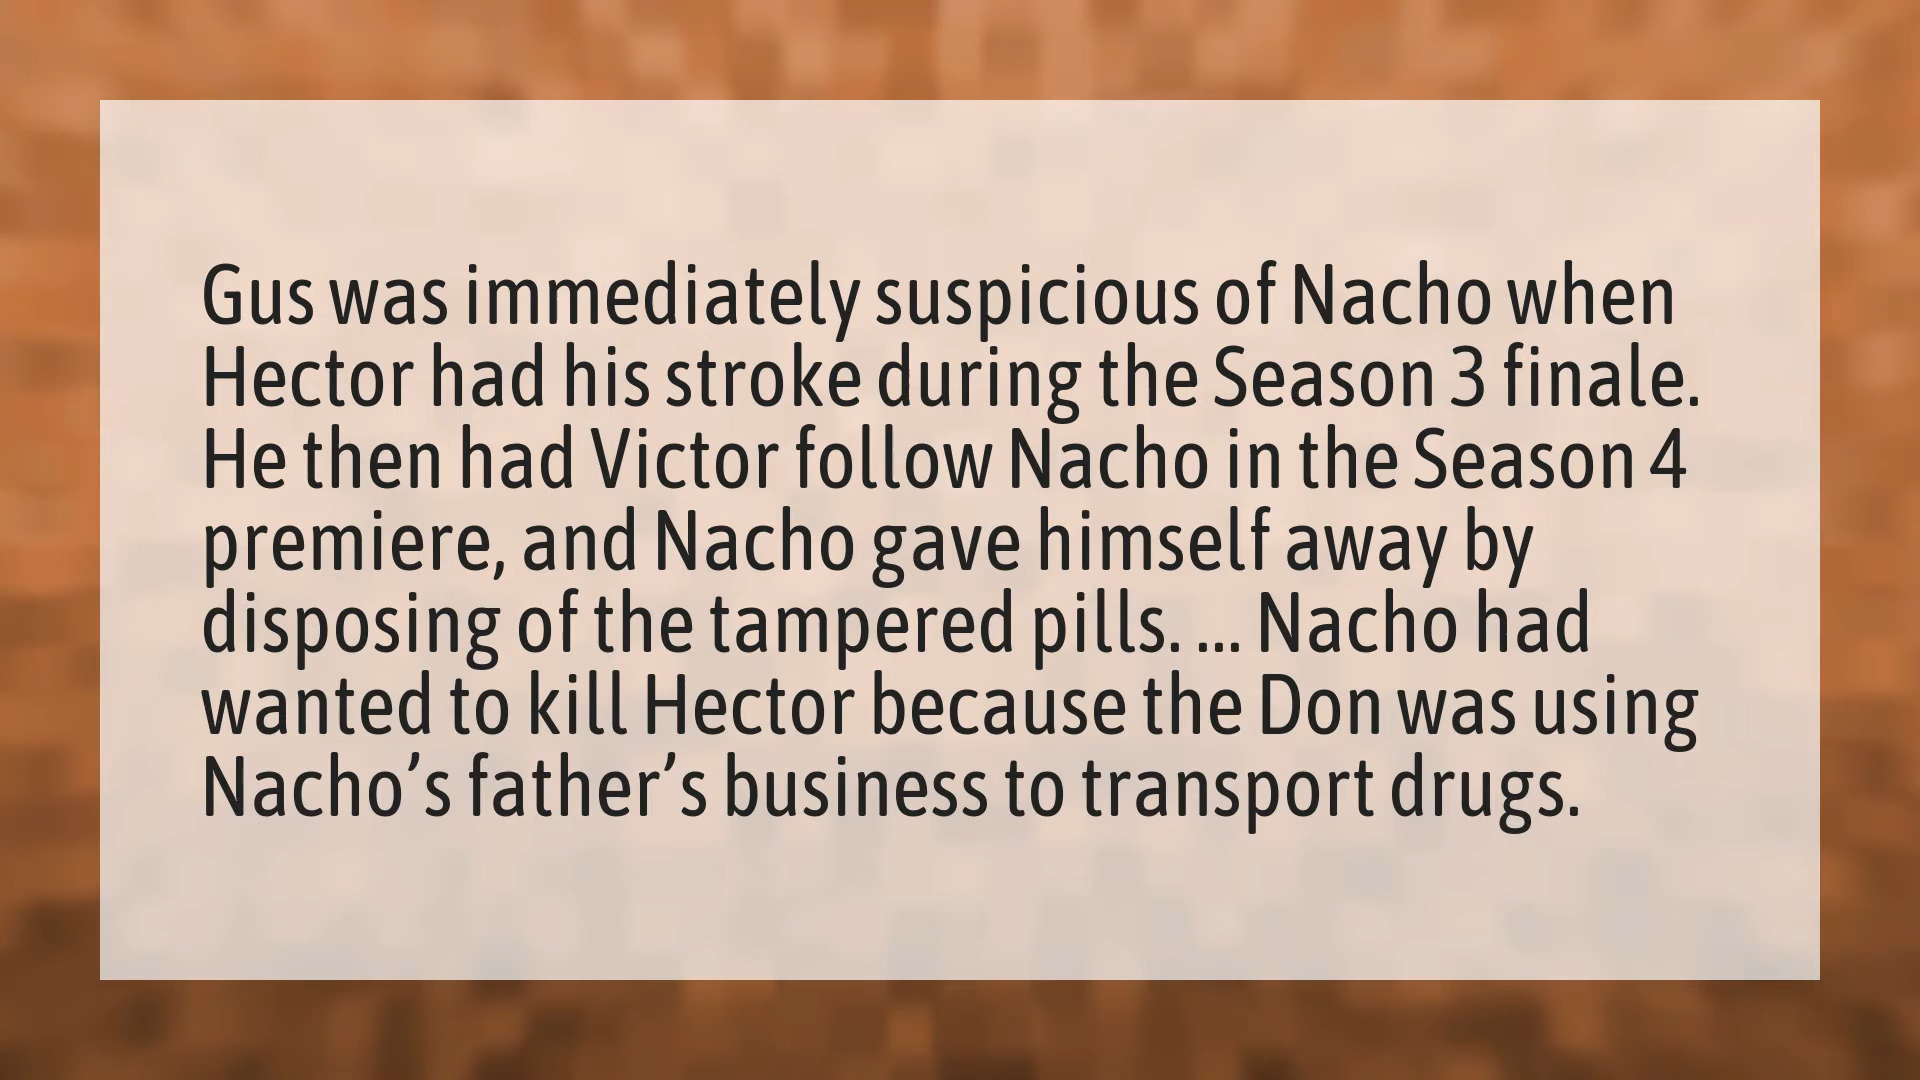 Gus was immediately suspicious of Nacho when
Hector had his stroke during the Season 3 finale.
He then had Victor follow Nacho in the Season 4
premiere, and Nacho gave himself away by
disposing of the tampered pills. ... Nacho had
wanted to kill Hector because the Don was using
Nacho’s father’s business to transport drugs.